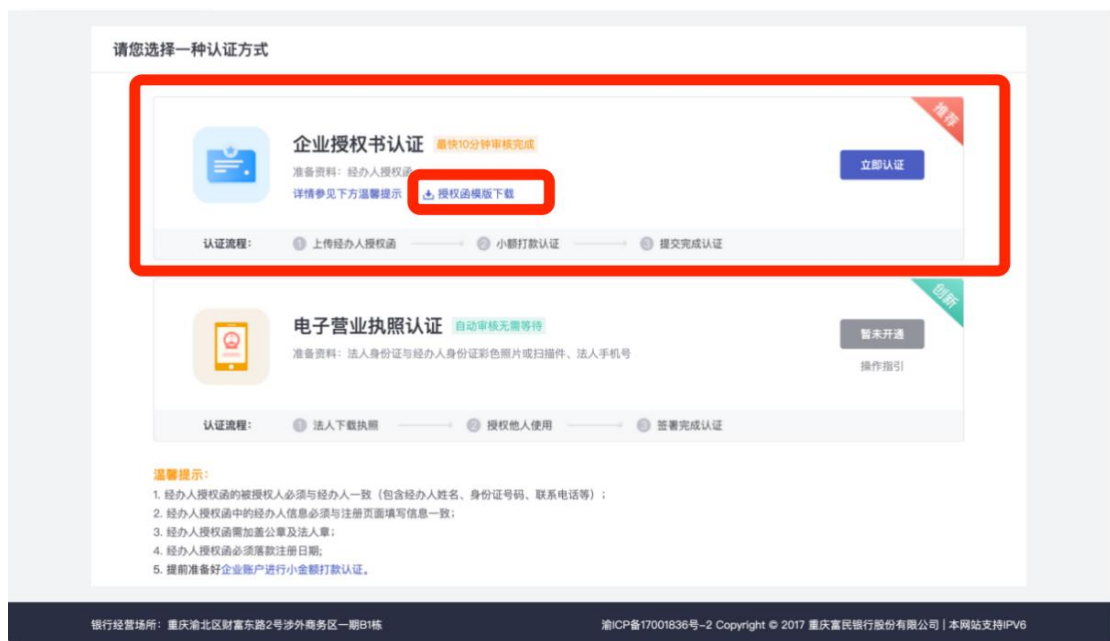 请您选择一种认证方式
推荐
企业授权书认证 最快10分钟审核完成
准备资料：经办人授权函
立即认证
详情参见下方温馨提示 授权函模版下载
认证流程： 1 上传经办人授权函 2 小额打款认证 3 提交完成认证
创新
电子营业执照认证 自动审核无需等待
暂未开通
准备资料：法人身份证与经办人身份证彩色照片或扫描件、法人手机号
操作指引
认证流程： 1 法人下载执照 2 授权他人使用 3 签署完成认证
温馨提示：
1. 经办人授权函的被授权人必须与经办人一致（包含经办人姓名、身份证号码、联系电话等）；
2. 经办人授权函中的经办人信息必须与注册页面填写信息一致；
3. 经办人授权函需加盖公章及法人章；
4. 经办人授权函必须落款注册日期;
5. 提前准备好企业账户进行小金额打款认证。
银行经营场所：重庆渝北区财富东路2号涉外商务区一期B1栋 渝ICP备17001836号-2 Copyright © 2017 重庆富民银行股份有限公司 | 本网站支持IPV6